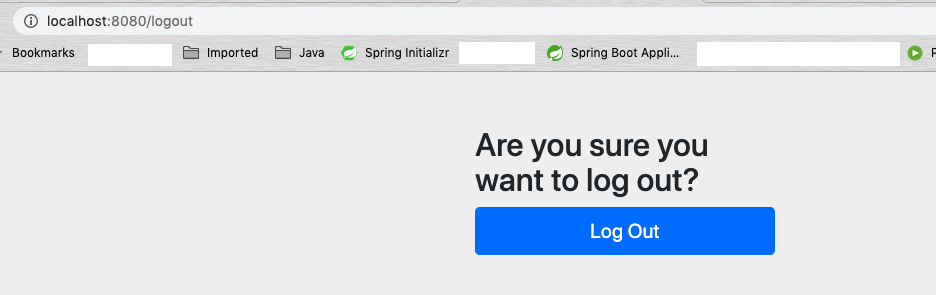 localhost:8080/logout
Bookmarks Imported Java Spring Initializr Spring Boot Appli...
Are you sure you
want to log out?
Log Out